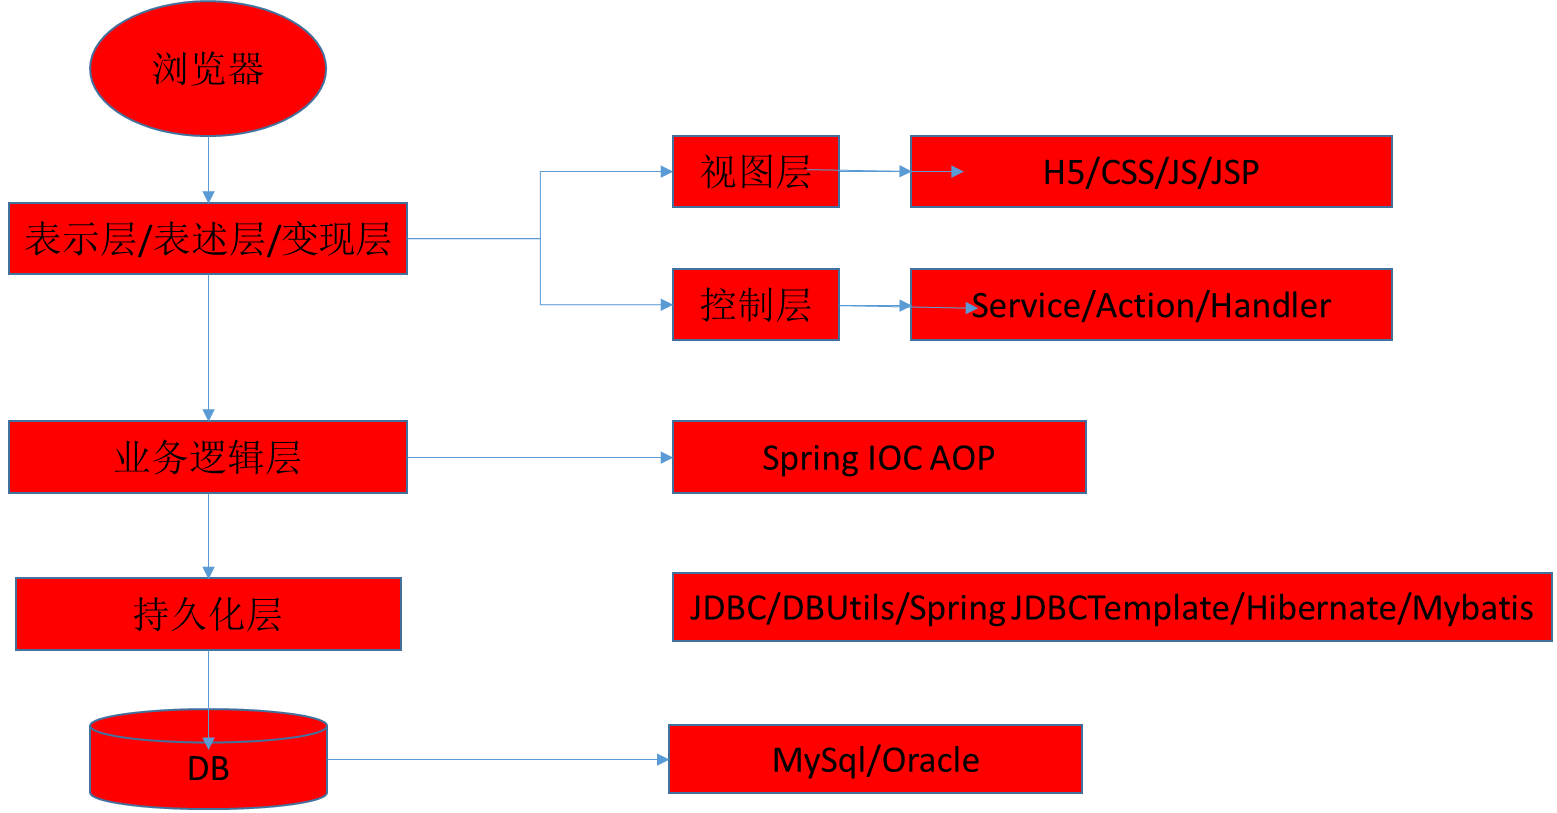 浏览器
视图层
H5/CSS/JS/JSP
表示层/表述层/变现层
控制层
Service/Action/Handler
业务逻辑层
Spring IOC AOP
持久化层
JDBC/DBUtils/Spring JDBCTemplate/Hibernate/Mybatis
DB
MySql/Oracle